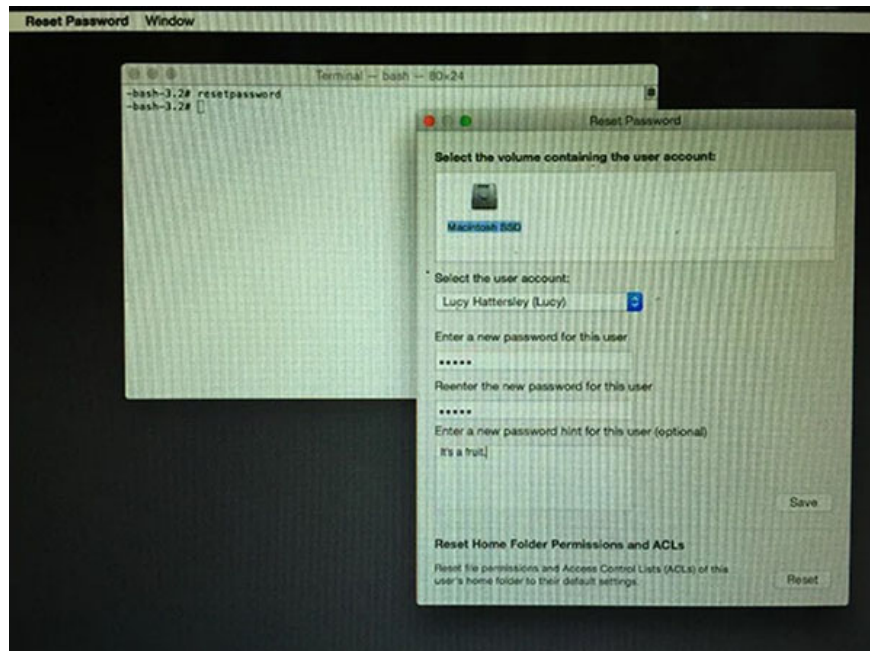 Reset Password Window
Terminal — bash — 80×24
-bash-3.2# resetpassword
-bash-3.2#
Reset Password
Select the volume containing the user account:
Macintosh SSD
Select the user account:
Lucy Hattersley (Lucy)
Enter a new password for this user
•••••
Reenter the new password for this user
•••••
Enter a new password hint for this user (optional)
It's a fruit.
Save
Reset Home Folder Permissions and ACLs
Reset file permissions and Access Control Lists (ACLs) of this
user's home folder to their default settings.
Reset